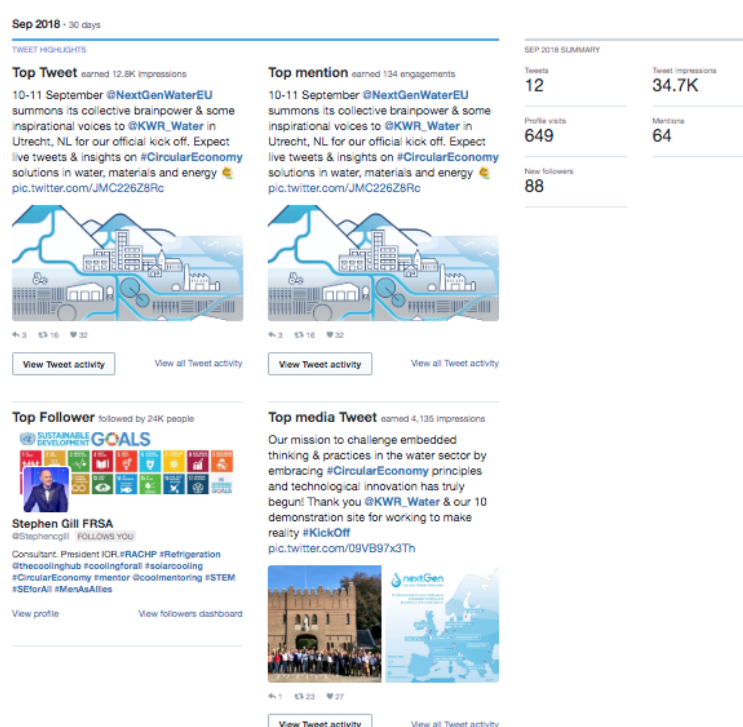 Sep 2018 · 30 days
TWEET HIGHLIGHTS
Top Tweet earned 12.8K impressions
10-11 September @NextGenWaterEU
summons its collective brainpower & some
inspirational voices to @KWR_Water in
Utrecht, NL for our official kick off. Expect
live tweets & insights on #CircularEconomy
solutions in water, materials and energy
pic.twitter.com/JMC226Z8Rc
3 16 32
View Tweet activity
View all Tweet activity
Top mention earned 134 engagements
10-11 September @NextGenWaterEU
summons its collective brainpower & some
inspirational voices to @KWR_Water in
Utrecht, NL for our official kick off. Expect
live tweets & insights on #CircularEconomy
solutions in water, materials and energy
pic.twitter.com/JMC226Z8Rc
3 16 32
View Tweet activity
View all Tweet activity
Top Follower followed by 24K people
SUSTAINABLE
DEVELOPMENT GOALS
Stephen Gill FRSA
@Stephencgill FOLLOWS YOU
Consultant. President IOR.#RACHP #Refrigeration
@thecoolinghub #coolingforall #solarcooling
#CircularEconomy #mentor @coolmentoring #STEM
#SEforAll #MenAsAllies
View profile
View followers dashboard
Top media Tweet earned 4,135 impressions
Our mission to challenge embedded
thinking & practices in the water sector by
embracing #CircularEconomy principles
and technological innovation has truly
begun! Thank you @KWR_Water & our 10
demonstration site for working to make
reality #KickOff
pic.twitter.com/09VB97x3Th
nextGen
1 23 27
View Tweet activity
View all Tweet activity
SEP 2018 SUMMARY
Tweets
12
Tweet impressions
34.7K
Profile visits
649
Mentions
64
New followers
88